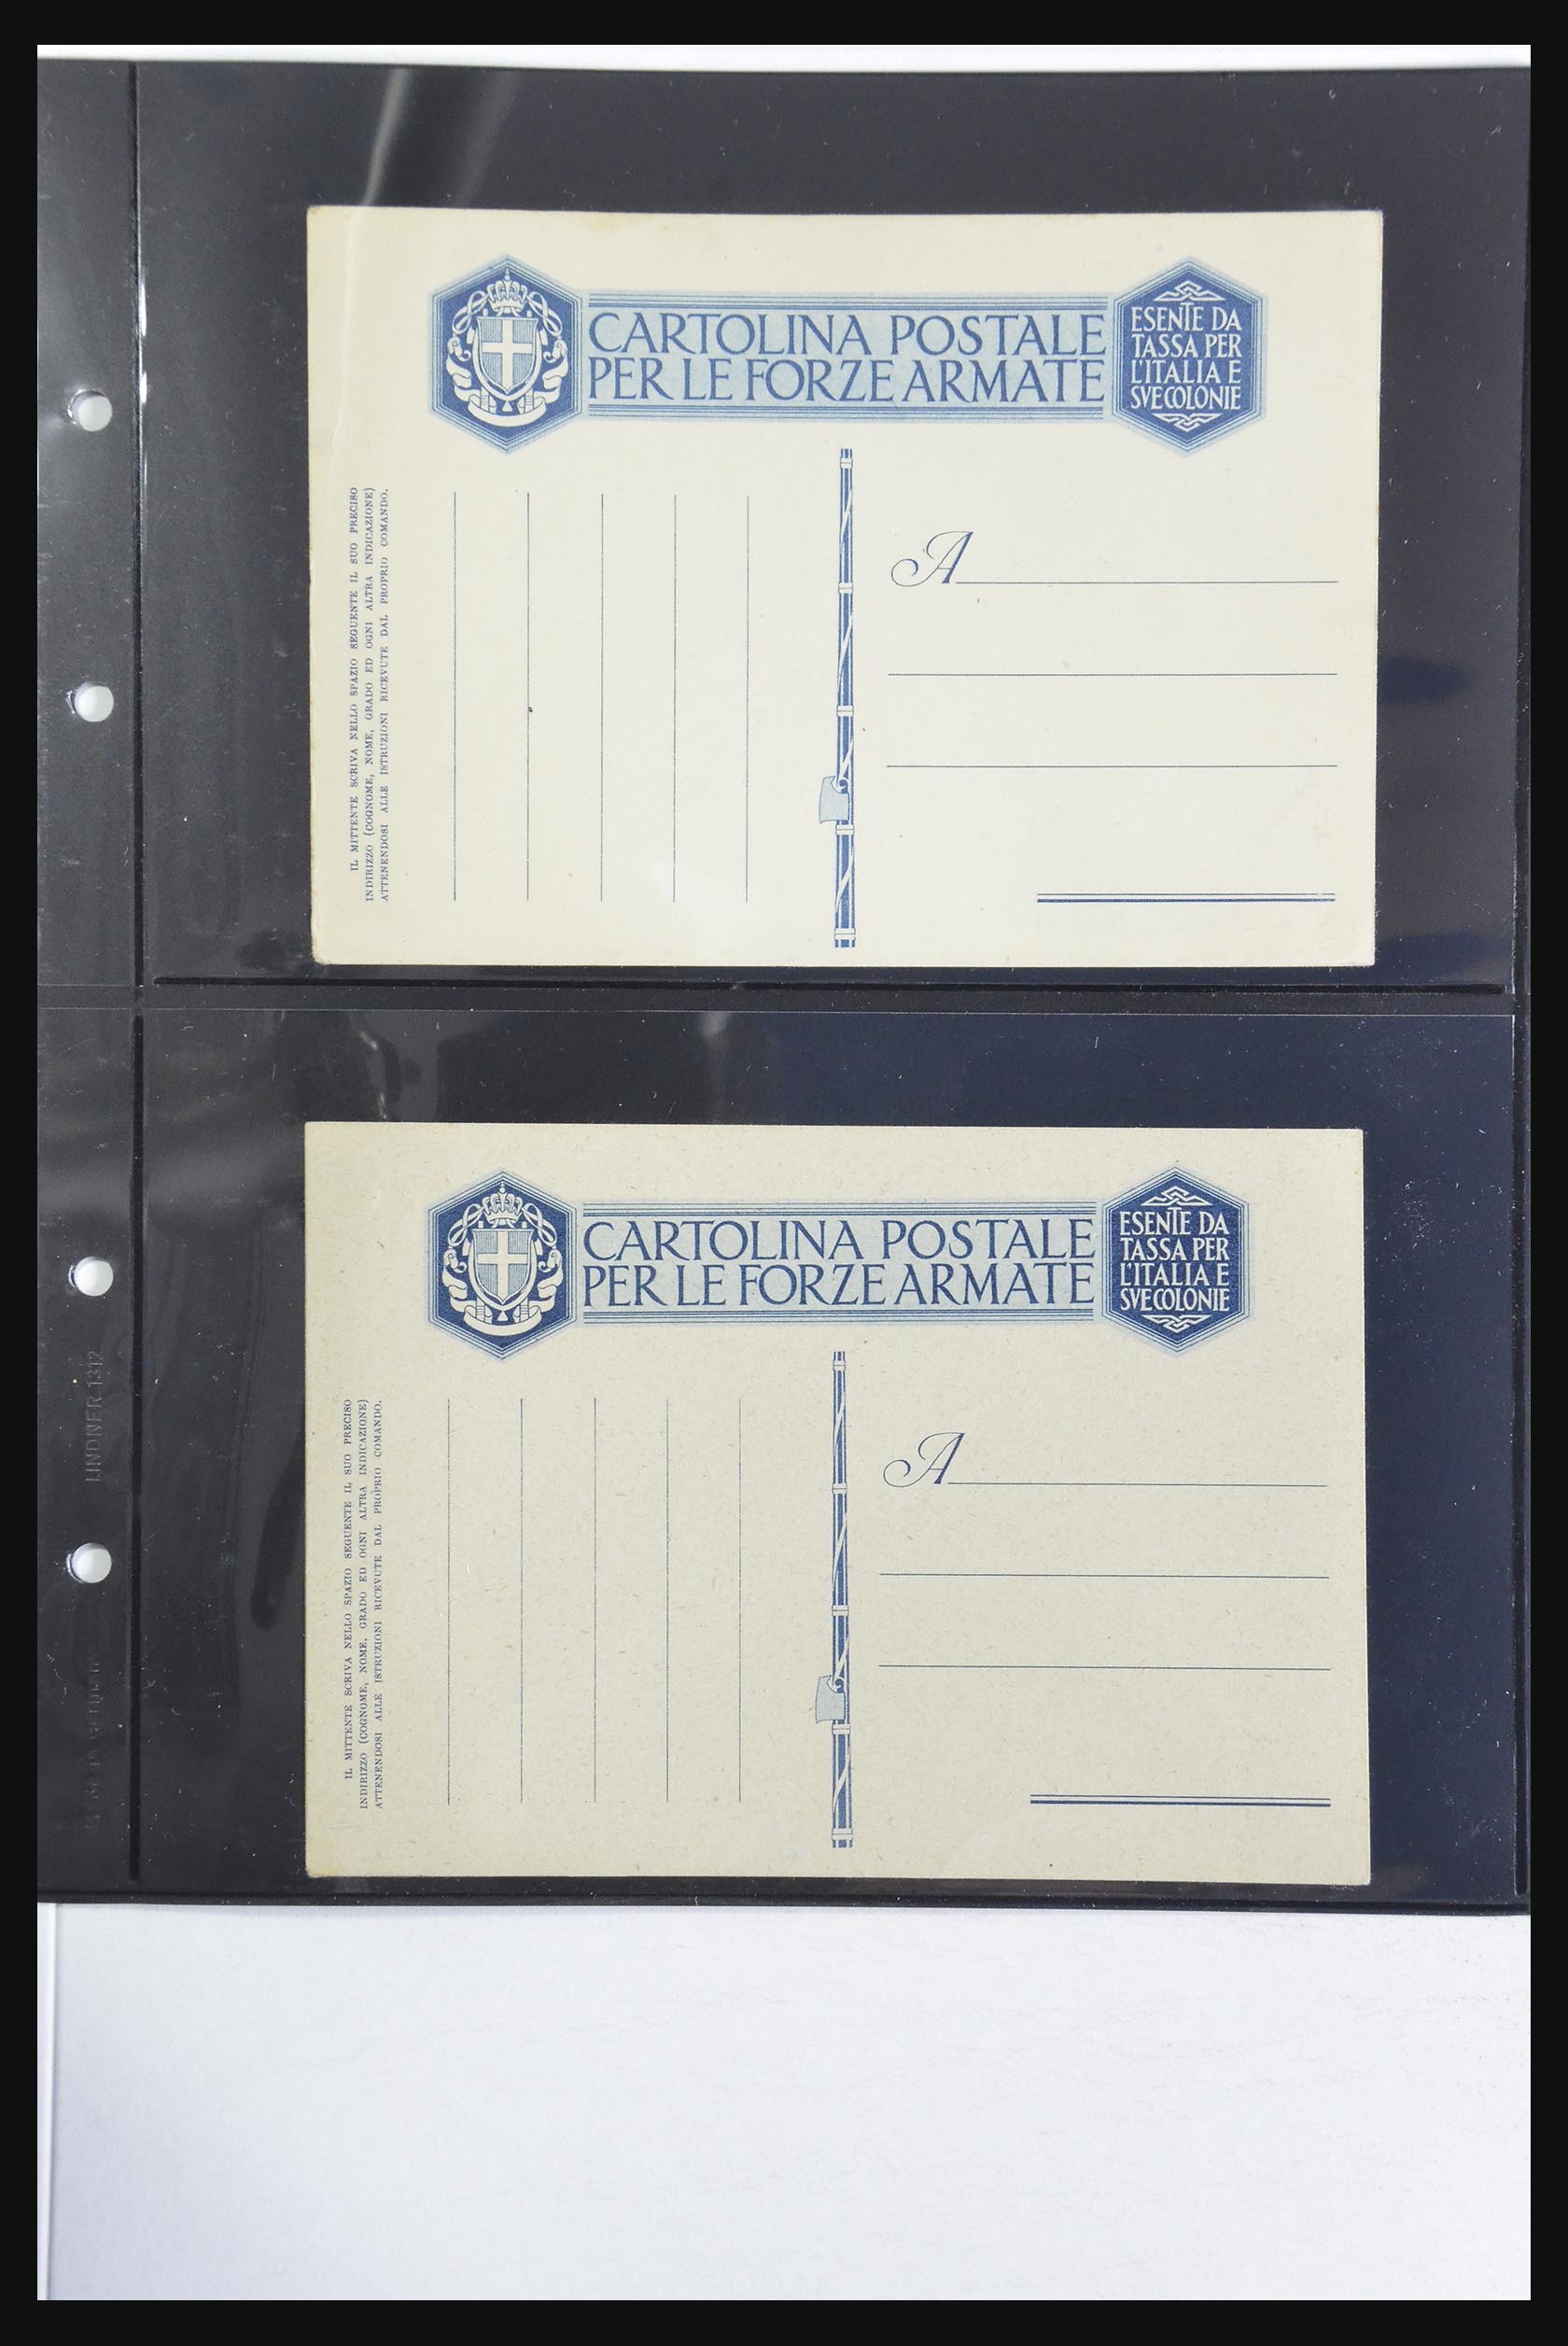 CARTOLINA POSTALE
PER LE FORZE ARMATE
ESENTE DA
TASSA PER
L'ITALIA E
SVE COLONIE
IL MITTENTE SCRIVA NELLO SPAZIO SEGUENTE IL SUO PRECISO
INDIRIZZO (COGNOME, NOME, GRADO ED OGNI ALTRA INDICAZIONE)
ATTENENDOSI ALLE ISTRUZIONI RICEVUTE DAL PROPRIO COMANDO.
A
CARTOLINA POSTALE
PER LE FORZE ARMATE
ESENTE DA
TASSA PER
L'ITALIA E
SVE COLONIE
IL MITTENTE SCRIVA NELLO SPAZIO SEGUENTE IL SUO PRECISO
INDIRIZZO (COGNOME, NOME, GRADO ED OGNI ALTRA INDICAZIONE)
ATTENENDOSI ALLE ISTRUZIONI RICEVUTE DAL PROPRIO COMANDO.
A
LINDNER 1312